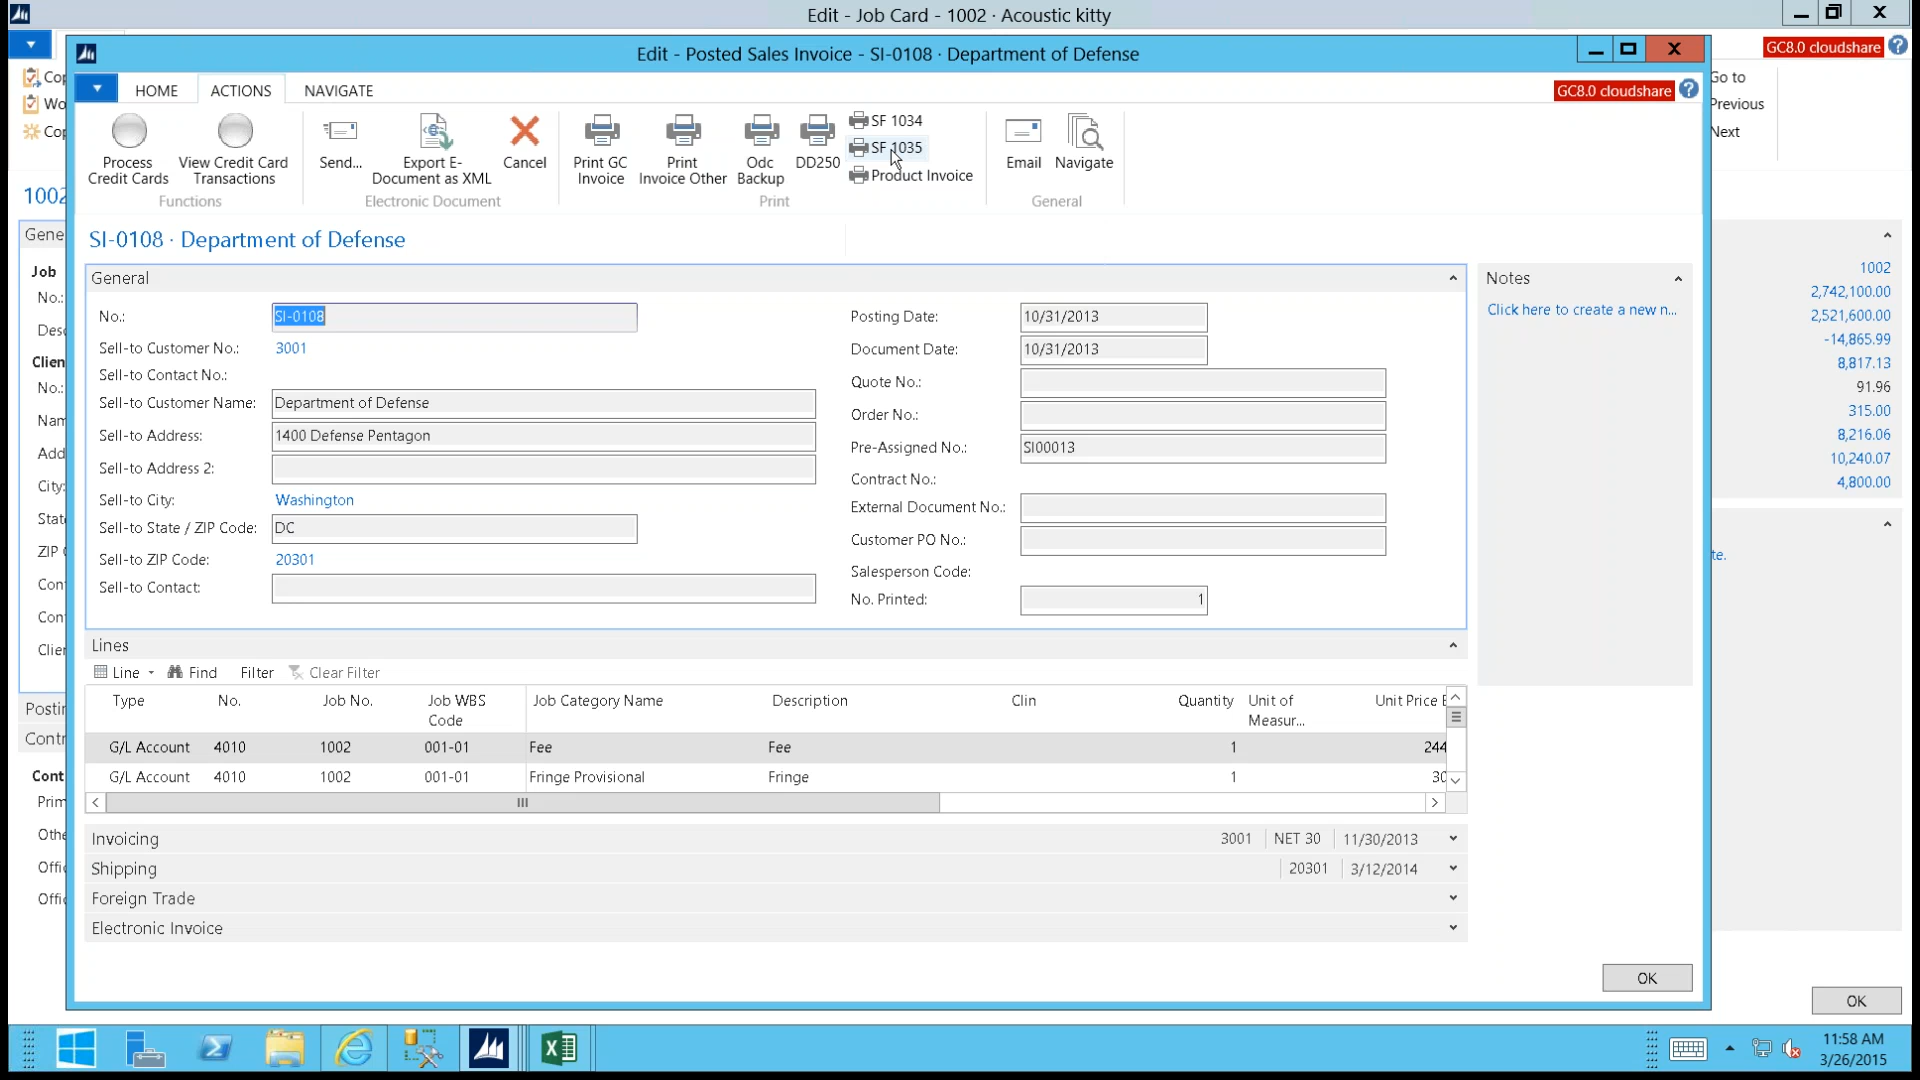 Edit - Job Card - 1002 · Acoustic kitty
GC8.0 cloudshare
Edit - Posted Sales Invoice - SI-0108 · Department of Defense
HOME ACTIONS NAVIGATE
GC8.0 cloudshare
Go to
Previous
Next
Process Credit Cards
View Credit Card Transactions
Functions
Send...
Export E-Document as XML
Cancel
Electronic Document
Print GC Invoice
Print Invoice Other
Odc Backup
DD250
SF 1034
SF 1035
Product Invoice
Print
Email
Navigate
General
1002
SI-0108 · Department of Defense
General
No.: SI-0108
Sell-to Customer No.: 3001
Sell-to Contact No.:
Sell-to Customer Name: Department of Defense
Sell-to Address: 1400 Defense Pentagon
Sell-to Address 2:
Sell-to City: Washington
Sell-to State / ZIP Code: DC
Sell-to ZIP Code: 20301
Sell-to Contact:
Posting Date: 10/31/2013
Document Date: 10/31/2013
Quote No.:
Order No.:
Pre-Assigned No.: SI00013
Contract No.:
External Document No.:
Customer PO No.:
Salesperson Code:
No. Printed: 1
Notes
Click here to create a new n...
1002
2,742,100.00
2,521,600.00
-14,865.99
8,817.13
91.96
315.00
8,216.06
10,240.07
4,800.00
Job
No.:
No.:
City:
Lines
Line Find Filter Clear Filter
Type No. Job No. Job WBS Code Job Category Name Description Clin Quantity Unit of Measur... Unit Price E
G/L Account 4010 1002 001-01 Fee Fee 1 244
G/L Account 4010 1002 001-01 Fringe Provisional Fringe 1 30
Invoicing 3001 NET 30 11/30/2013
Shipping 20301 3/12/2014
Foreign Trade
Electronic Invoice
OK
OK
11:58 AM
3/26/2015